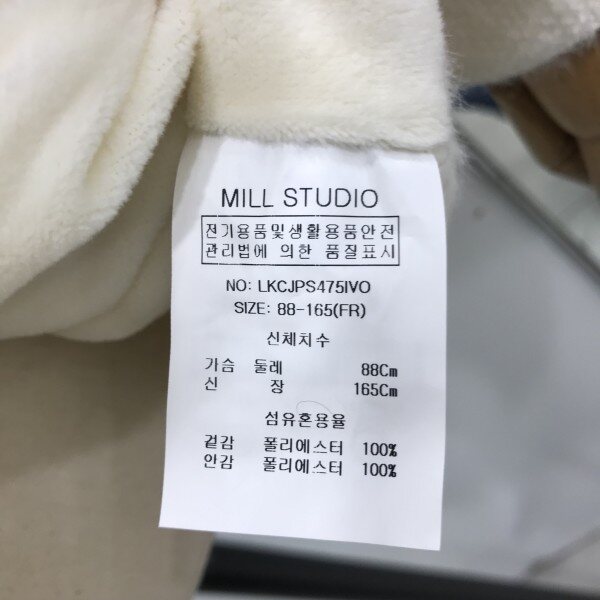 MILL STUDIO
전기용품및생활용품안전
관리법에 의한 품질표시
NO: LKCJPS475IVO
SIZE: 88-165(FR)
신체치수
가슴 둘레 88Cm
신 장 165Cm
섬유혼용율
겉감 폴리에스터 100%
안감 폴리에스터 100%